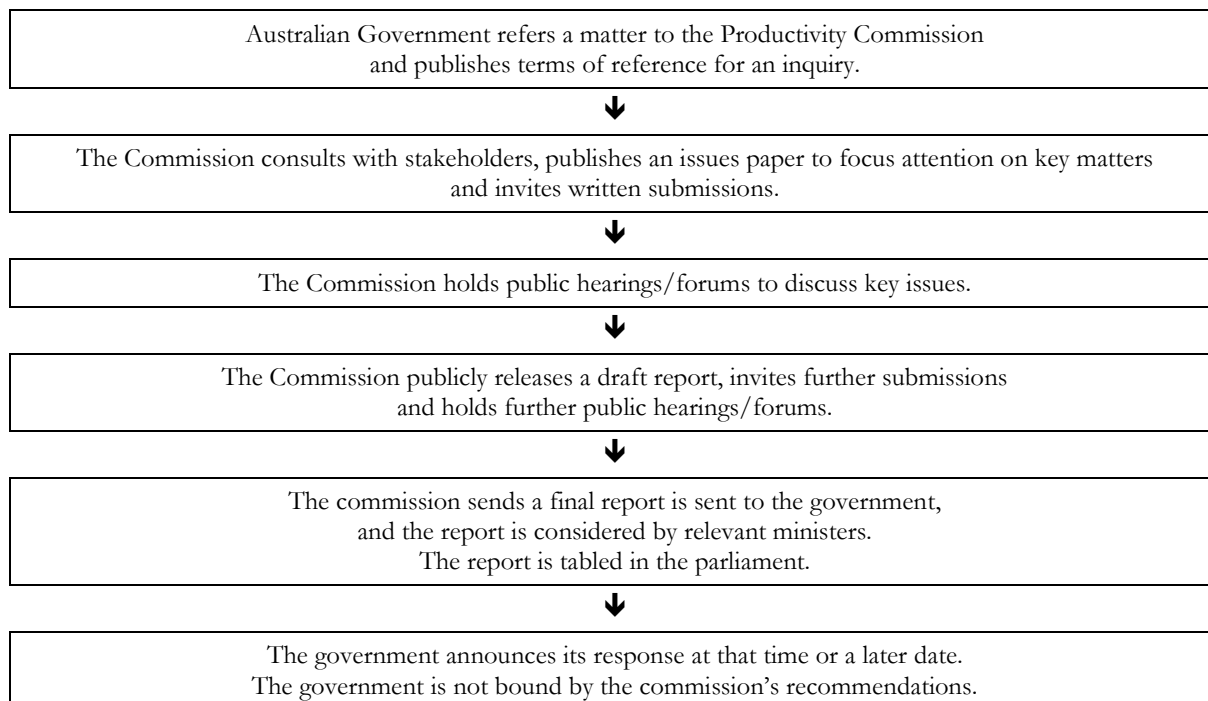 Australian Government refers a matter to the Productivity Commission
and publishes terms of reference for an inquiry.
The Commission consults with stakeholders, publishes an issues paper to focus attention on key matters
and invites written submissions.
The Commission holds public hearings/forums to discuss key issues.
The Commission publicly releases a draft report, invites further submissions
and holds further public hearings/forums.
The commission sends a final report is sent to the government,
and the report is considered by relevant ministers.
The report is tabled in the parliament.
The government announces its response at that time or a later date.
The government is not bound by the commission's recommendations.